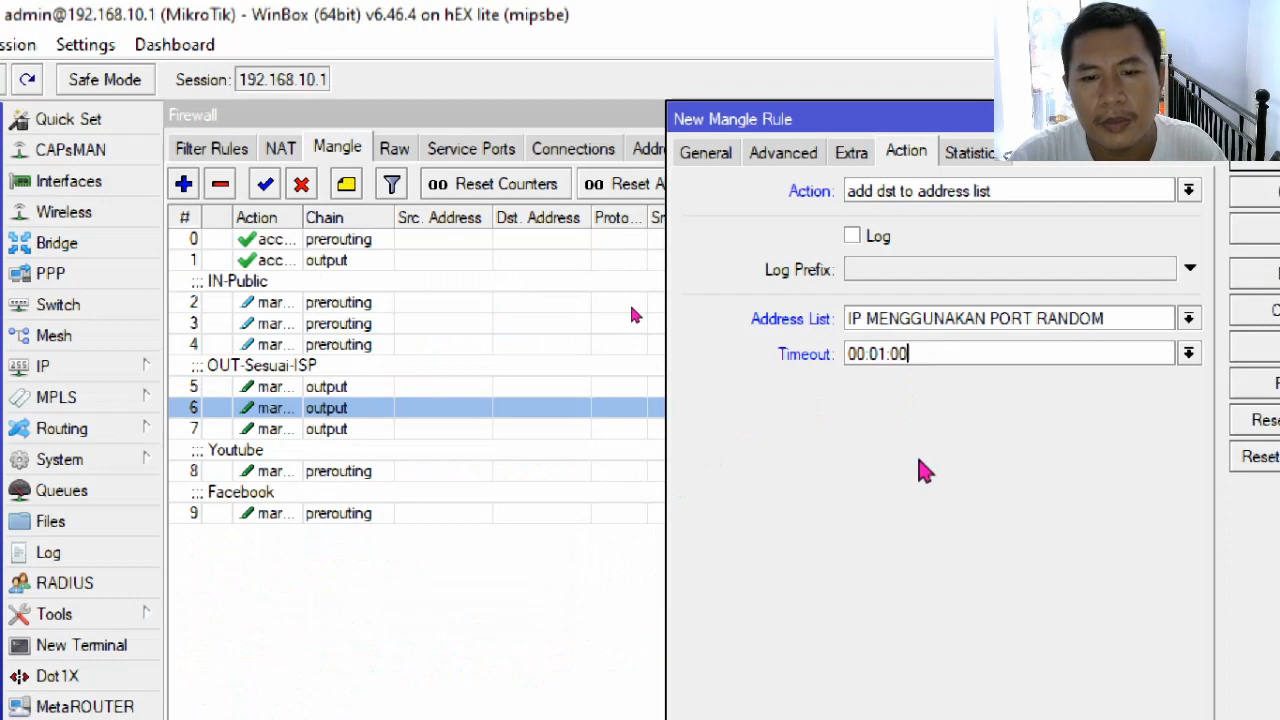 admin@192.168.10.1 (MikroTik) - WinBox (64bit) v6.46.4 on hEX lite (mipsbe)
ssion Settings Dashboard
Safe Mode Session: 192.168.10.1
Quick Set
CAPsMAN
Interfaces
Wireless
Bridge
PPP
Switch
Mesh
IP
MPLS
Routing
System
Queues
Files
Log
RADIUS
Tools
New Terminal
Dot1X
MetaROUTER
Firewall
Filter Rules NAT Mangle Raw Service Ports Connections Addre
Reset Counters 00 Reset A
# Action Chain Src. Address Dst. Address Proto... Sr
0 acc... prerouting
1 acc... output
::: IN-Public
2 mar... prerouting
3 mar... prerouting
4 mar... prerouting
::: OUT-Sesuai-ISP
5 mar... output
6 mar... output
7 mar... output
::: Youtube
8 mar... prerouting
::: Facebook
9 mar... prerouting
New Mangle Rule
General Advanced Extra Action Statistic
Action: add dst to address list
Log
Log Prefix:
Address List: IP MENGGUNAKAN PORT RANDOM
Timeout: 00:01:00
Rese
Reset